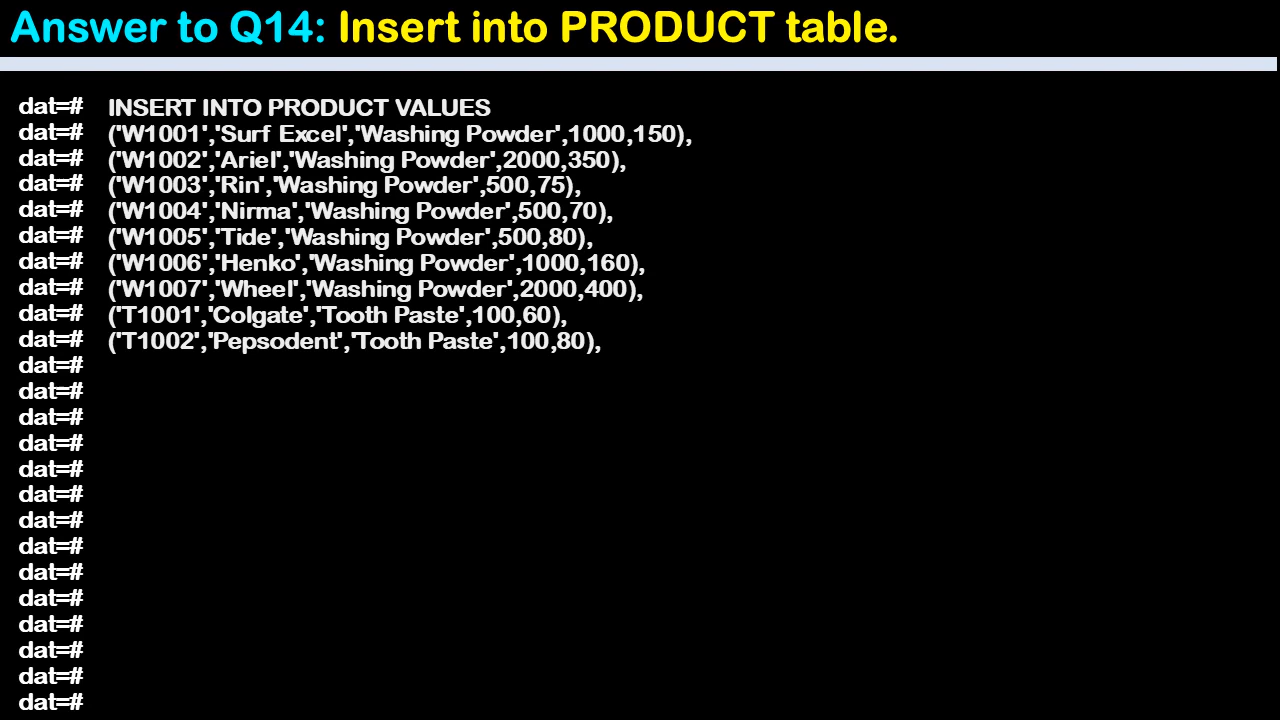 Answer to Q14: Insert into PRODUCT table.
dat=# INSERT INTO PRODUCT VALUES
dat=# ('W1001','Surf Excel','Washing Powder',1000,150),
dat=# ('W1002','Ariel','Washing Powder',2000,350),
dat=# ('W1003','Rin','Washing Powder',500,75),
dat=# ('W1004','Nirma','Washing Powder',500,70),
dat=# ('W1005','Tide','Washing Powder',500,80),
dat=# ('W1006','Henko','Washing Powder',1000,160),
dat=# ('W1007','Wheel','Washing Powder',2000,400),
dat=# ('T1001','Colgate','Tooth Paste',100,60),
dat=# ('T1002','Pepsodent','Tooth Paste',100,80),
dat=#
dat=#
dat=#
dat=#
dat=#
dat=#
dat=#
dat=#
dat=#
dat=#
dat=#
dat=#
dat=#
dat=#